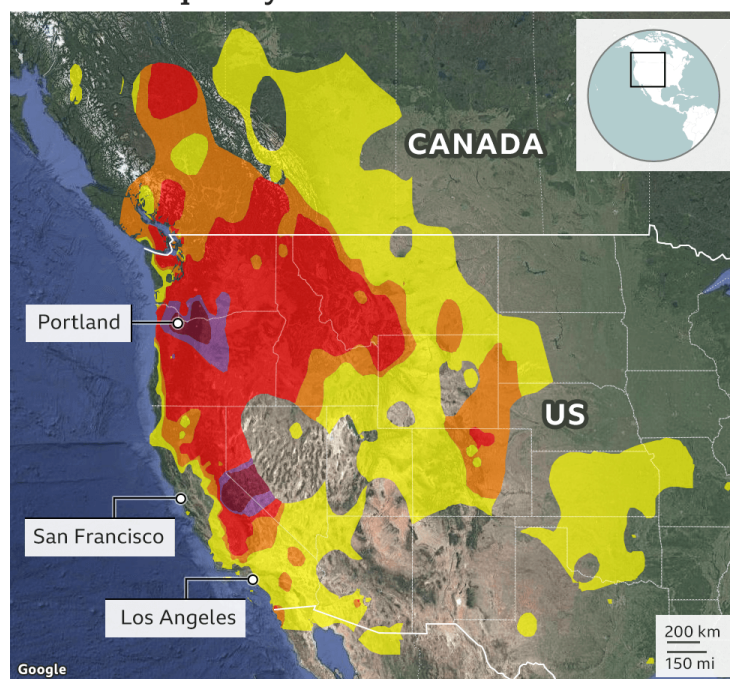 CANADA
Portland
US
San Francisco
Los Angeles
200 km
150 mi
Google